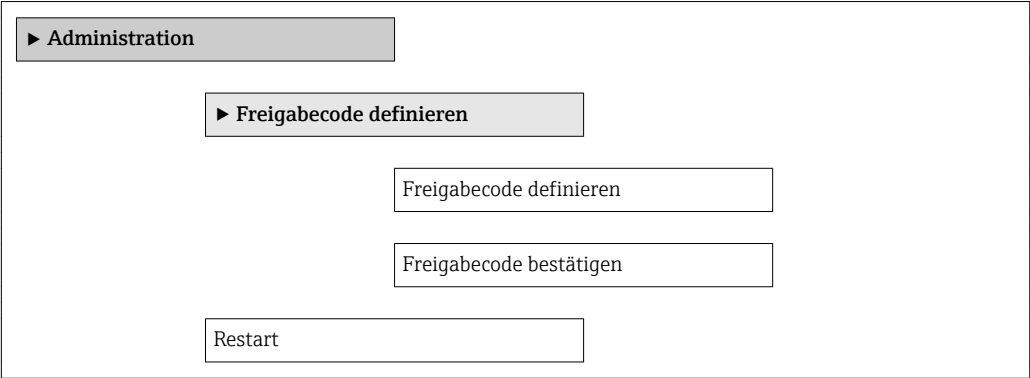 ▶ Administration
▶ Freigabecode definieren
Freigabecode definieren
Freigabecode bestätigen
Restart